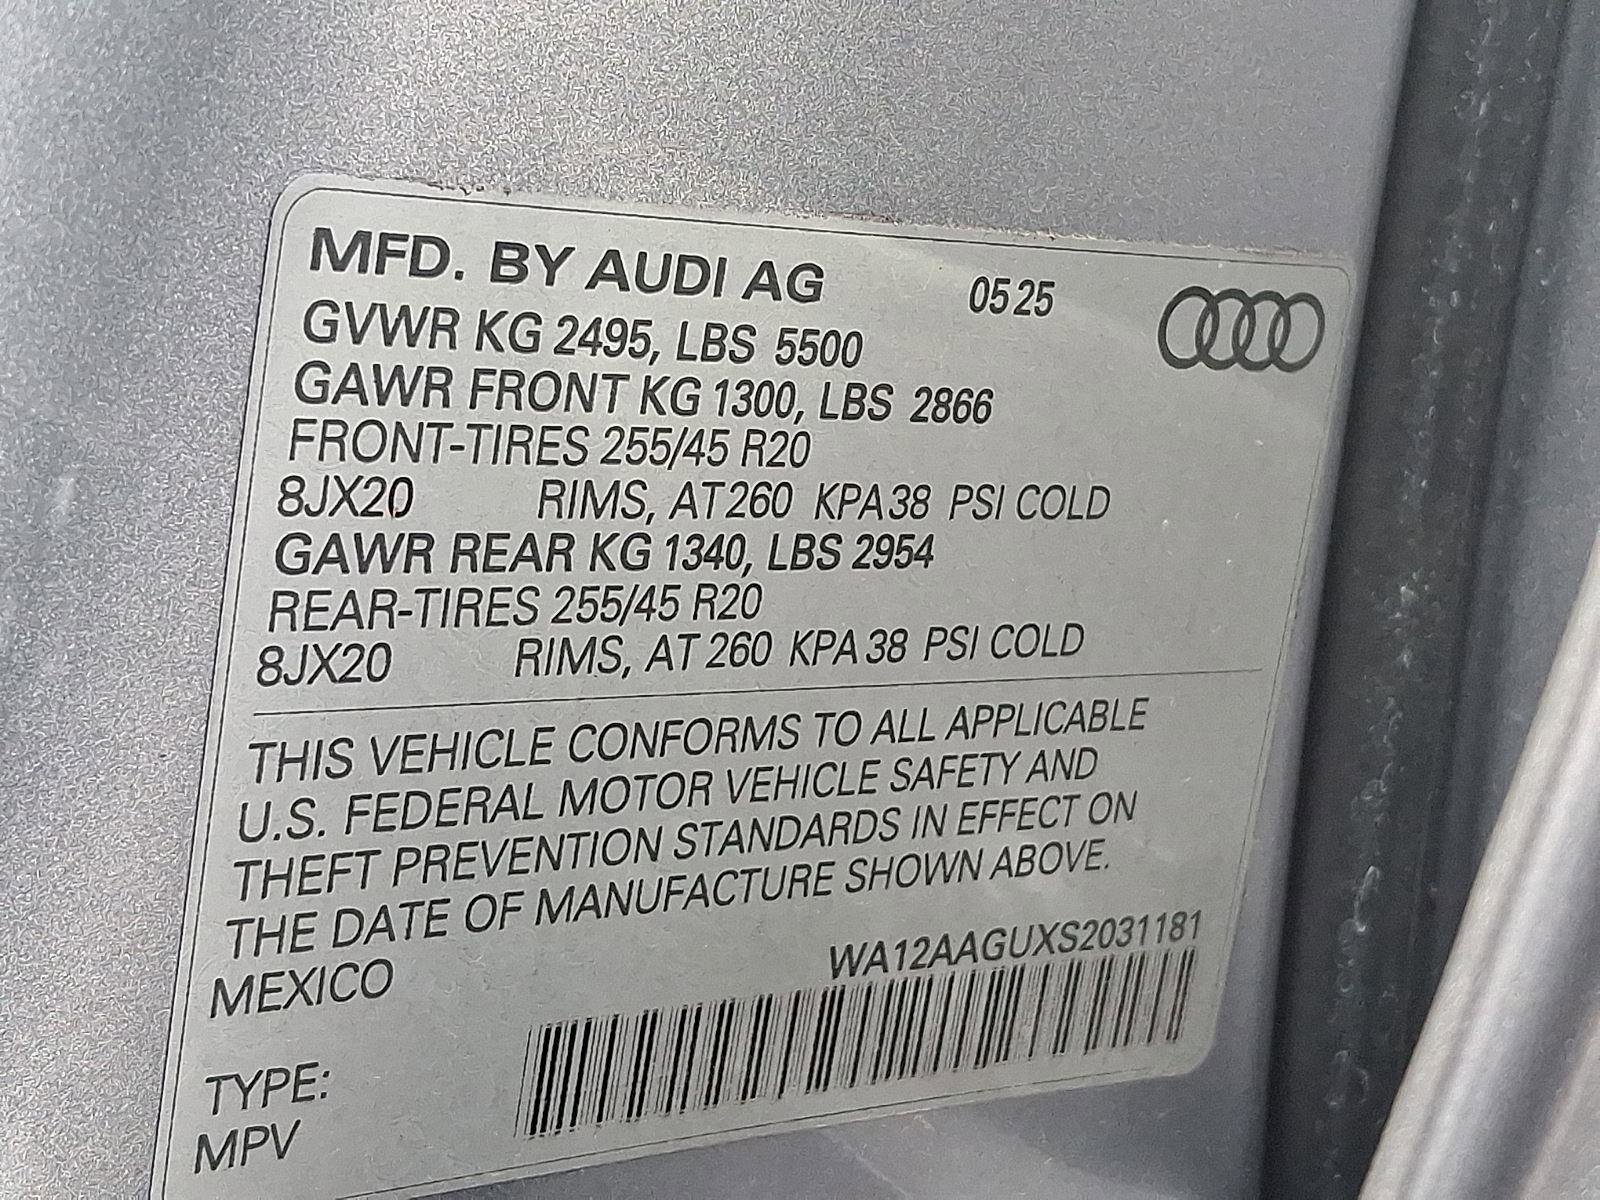 MFD. BY AUDI AG 0525
GVWR KG 2495, LBS 5500
GAWR FRONT KG 1300, LBS 2866
FRONT-TIRES 255/45 R20
8JX20 RIMS, AT 260 KPA 38 PSI COLD
GAWR REAR KG 1340, LBS 2954
REAR-TIRES 255/45 R20
8JX20 RIMS, AT 260 KPA 38 PSI COLD
THIS VEHICLE CONFORMS TO ALL APPLICABLE
U.S. FEDERAL MOTOR VEHICLE SAFETY AND
THEFT PREVENTION STANDARDS IN EFFECT ON
THE DATE OF MANUFACTURE SHOWN ABOVE.
MEXICO WA12AAGUXS2031181
TYPE:
MPV